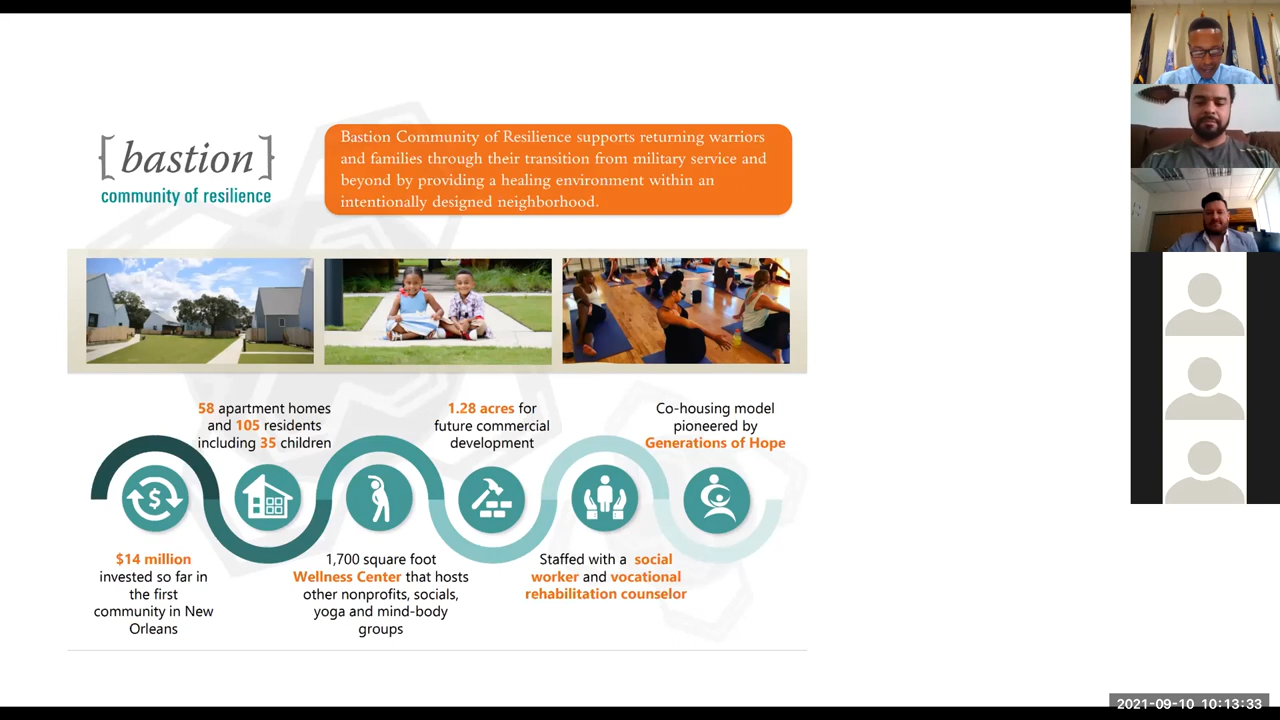 [bastion]
community of resilience
Bastion Community of Resilience supports returning warriors
and families through their transition from military service and
beyond by providing a healing environment within an
intentionally designed neighborhood.
58 apartment homes
and 105 residents
including 35 children
1.28 acres for
future commercial
development
Co-housing model
pioneered by
Generations of Hope
$
$14 million
invested so far in
the first
community in New
Orleans
1,700 square foot
Wellness Center that hosts
other nonprofits, socials,
yoga and mind-body
groups
Staffed with a social
worker and vocational
rehabilitation counselor
2021-09-10 10:13:33